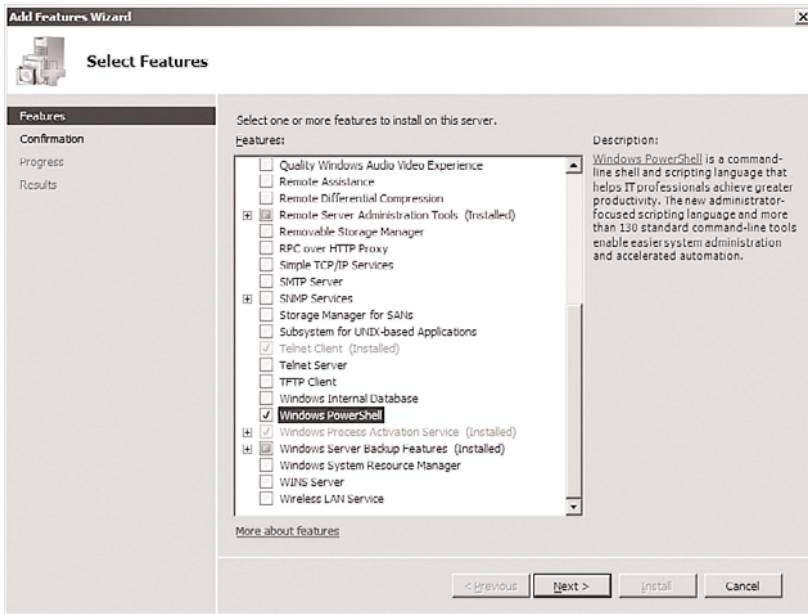 Add Features Wizard
Select Features
Features
Confirmation
Progress
Results
Select one or more features to install on this server.
Features:
Quality Windows Audio Video Experience
Remote Assistance
Remote Differential Compression
Remote Server Administration Tools (Installed)
Removable Storage Manager
RPC over HTTP Proxy
Simple TCP/IP Services
SMTP Server
SNMP Services
Storage Manager for SANs
Subsystem for UNIX-based Applications
Telnet Client (Installed)
Telnet Server
TFTP Client
Windows Internal Database
Windows PowerShell
Windows Process Activation Service (Installed)
Windows Server Backup Features (Installed)
Windows System Resource Manager
WINS Server
Wireless LAN Service
More about features
Description:
Windows PowerShell is a command-
line shell and scripting language that
helps IT professionals achieve greater
productivity. The new administrator-
focused scripting language and more
than 130 standard command-line tools
enable easier system administration
and accelerated automation.
< Previous
Next >
Install
Cancel